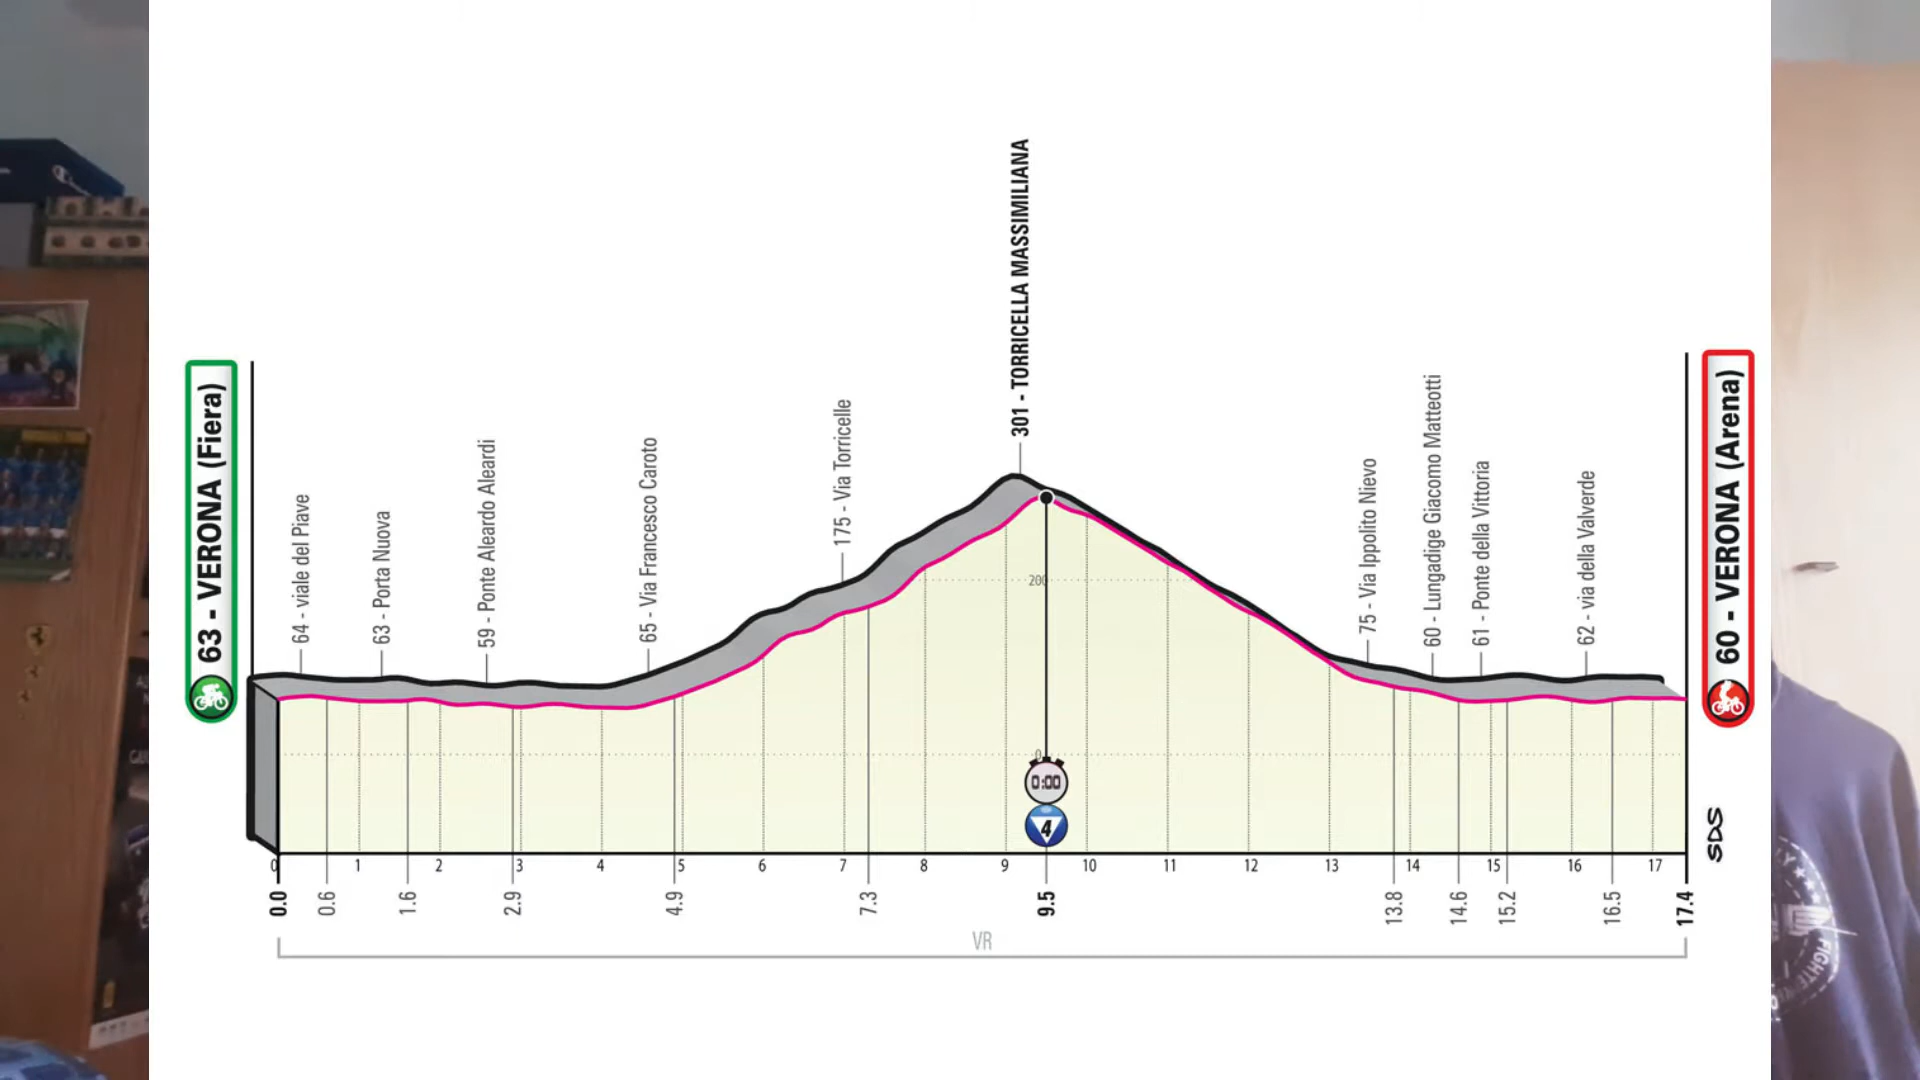 301 - TORRICELLA MASSIMILIANA
63 - VERONA (Fiera)
64 - viale del Piave
63 - Porta Nuova
59 - Ponte Aleardo Aleardi
65 - Via Francesco Caroto
175 - Via Torricelle
75 - Via Ippolito Nievo
60 - Lungadige Giacomo Matteotti
61 - Ponte della Vittoria
62 - via della Valverde
60 - VERONA (Arena)
200
0
0:00
4
SDS
0 1 2 3 4 5 6 7 8 9 10 11 12 13 14 15 16 17
0.0 0.6 1.6 2.9 4.9 7.3 9.5 13.8 14.6 15.2 16.5 17.4
VR